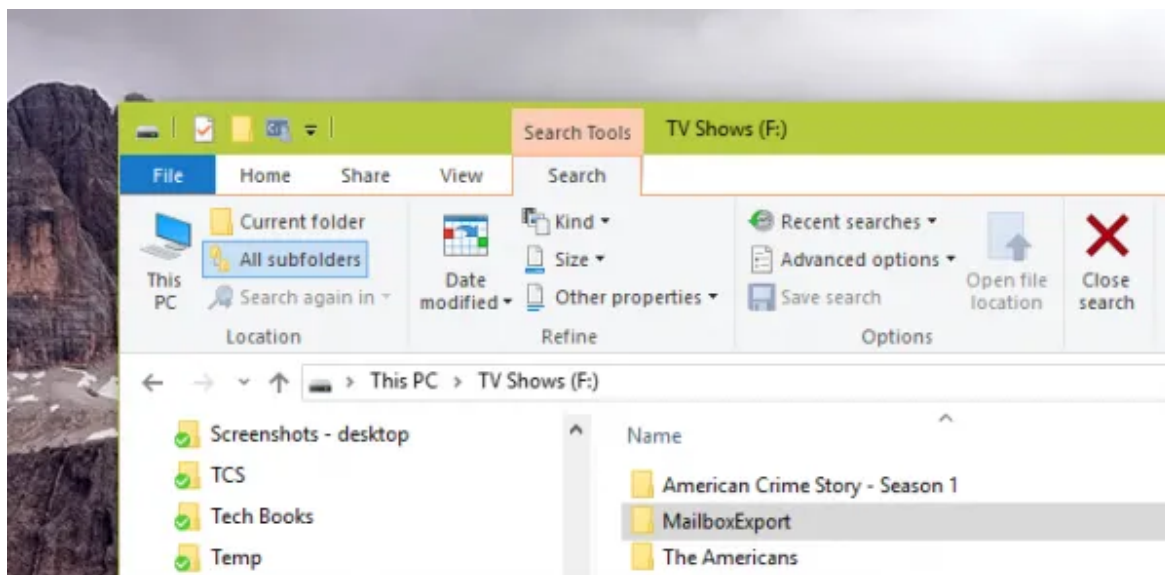 Search Tools TV Shows (F:)
File Home Share View Search
Current folder
All subfolders
Search again in
This
PC
Location
Date
modified
Kind
Size
Other properties
Refine
Recent searches
Advanced options
Save search
Open file
location
Options
Close
search
This PC > TV Shows (F:)
Screenshots - desktop
TCS
Tech Books
Temp
Name
American Crime Story - Season 1
MailboxExport
The Americans